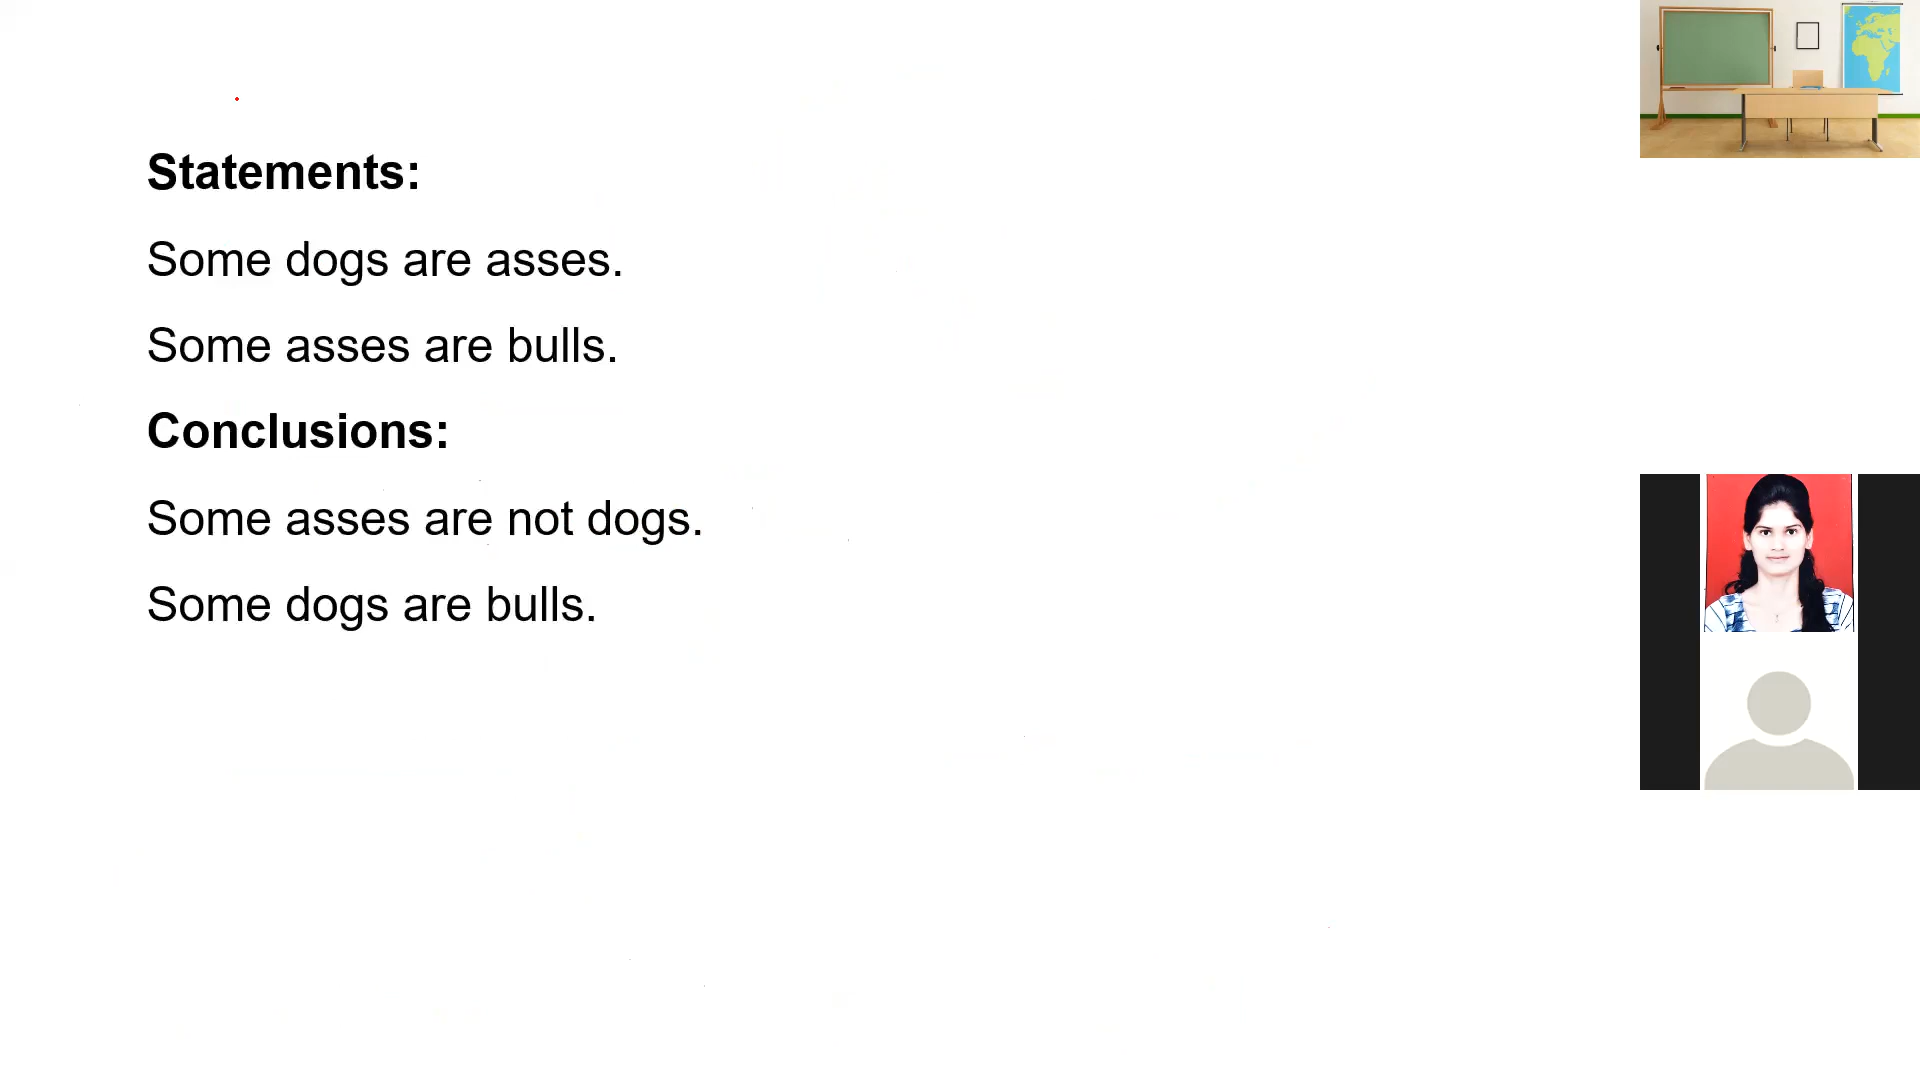 Statements:
Some dogs are asses.
Some asses are bulls.
Conclusions:
Some asses are not dogs.
Some dogs are bulls.